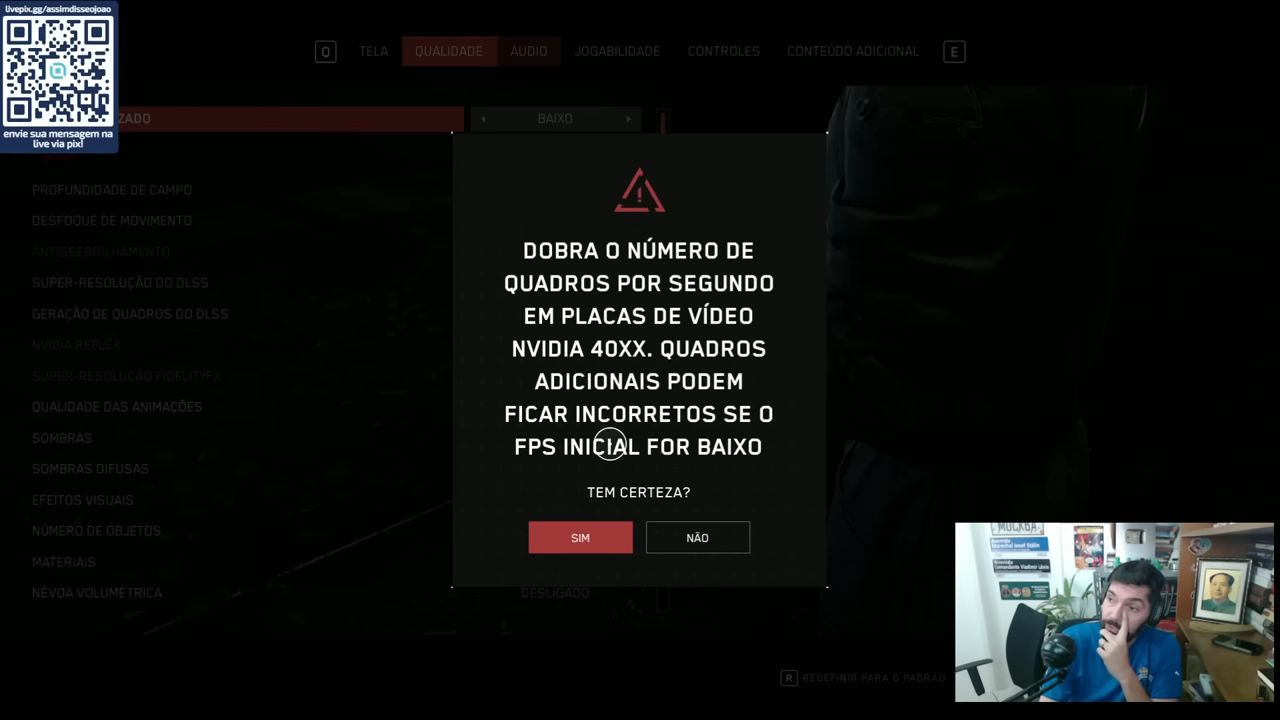 livepix.gg/assimdisseojoao
envie sua mensagem na
live via pix!
Q
TELA
QUALIDADE
ÁUDIO
JOGABILIDADE
CONTROLES
CONTEÚDO ADICIONAL
E
ZADO
BAIXO
PROFUNDIDADE DE CAMPO
DESFOQUE DE MOVIMENTO
ANTISSERRILHAMENTO
SUPER-RESOLUÇÃO DO DLSS
GERAÇÃO DE QUADROS DO DLSS
NVIDIA REFLEX
SUPER-RESOLUÇÃO FIDELITYFX
QUALIDADE DAS ANIMAÇÕES
SOMBRAS
SOMBRAS DIFUSAS
EFEITOS VISUAIS
NÚMERO DE OBJETOS
MATERIAIS
NÉVOA VOLUMÉTRICA
DESLIGADO
DOBRA O NÚMERO DE
QUADROS POR SEGUNDO
EM PLACAS DE VÍDEO
NVIDIA 40XX. QUADROS
ADICIONAIS PODEM
FICAR INCORRETOS SE O
FPS INICIAL FOR BAIXO
TEM CERTEZA?
SIM
NÃO
R REDEFINIR PARA O PADRÃO
МОСКВА